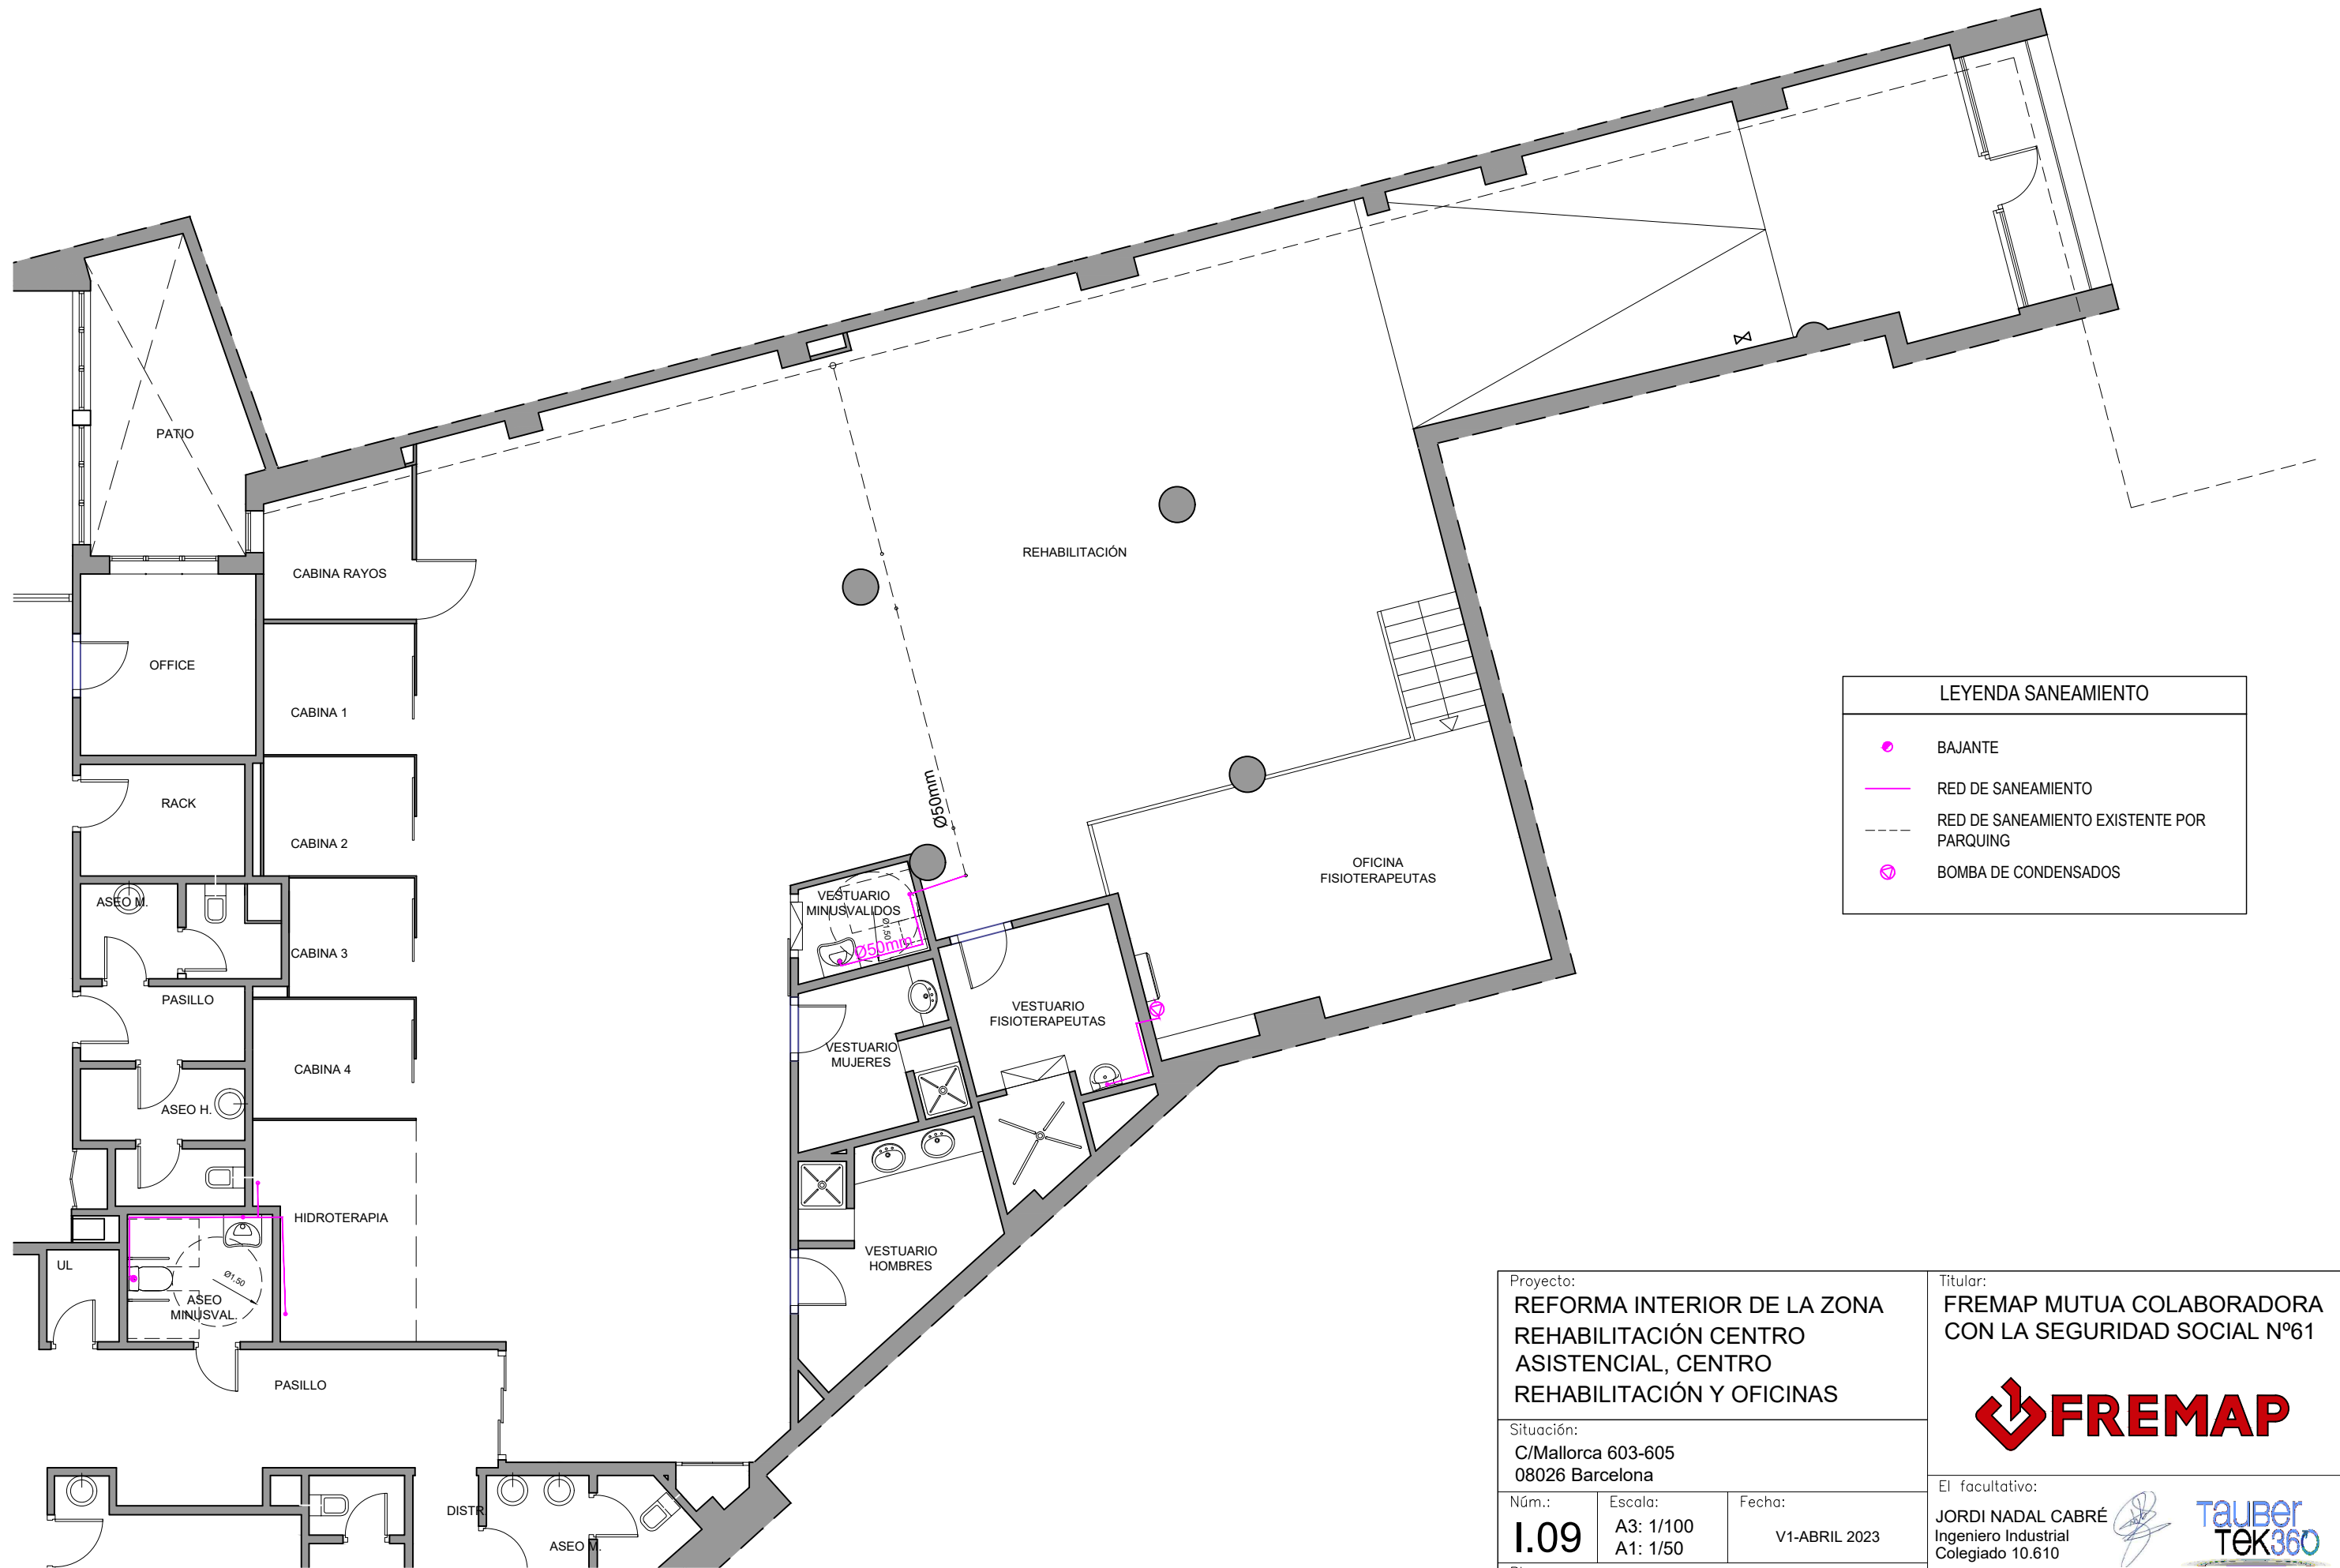 PATIO
CABINA RAYOS
REHABILITACIÓN
OFFICE
CABINA 1
RACK
CABINA 2
Ø50mm
OFICINA
FISIOTERAPEUTAS
ASEO M.
VESTUARIO
MINUSVALIDOS
Ø1,50
Ø50mm
CABINA 3
PASILLO
VESTUARIO
FISIOTERAPEUTAS
VESTUARIO
MUJERES
CABINA 4
ASEO H.
HIDROTERAPIA
UL
Ø1,50
ASEO
MINUSVAL.
VESTUARIO
HOMBRES
PASILLO
DISTR.
ASEO M.
LEYENDA SANEAMIENTO
BAJANTE
RED DE SANEAMIENTO
RED DE SANEAMIENTO EXISTENTE POR
PARQUING
BOMBA DE CONDENSADOS
Proyecto:
REFORMA INTERIOR DE LA ZONA
REHABILITACIÓN CENTRO
ASISTENCIAL, CENTRO
REHABILITACIÓN Y OFICINAS
Titular:
FREMAP MUTUA COLABORADORA
CON LA SEGURIDAD SOCIAL Nº61
FREMAP
Situación:
C/Mallorca 603-605
08026 Barcelona
Núm.:
I.09
Escala:
A3: 1/100
A1: 1/50
Fecha:
V1-ABRIL 2023
El facultativo:
JORDI NADAL CABRÉ
Ingeniero Industrial
Colegiado 10.610
TAUBER
TEK360